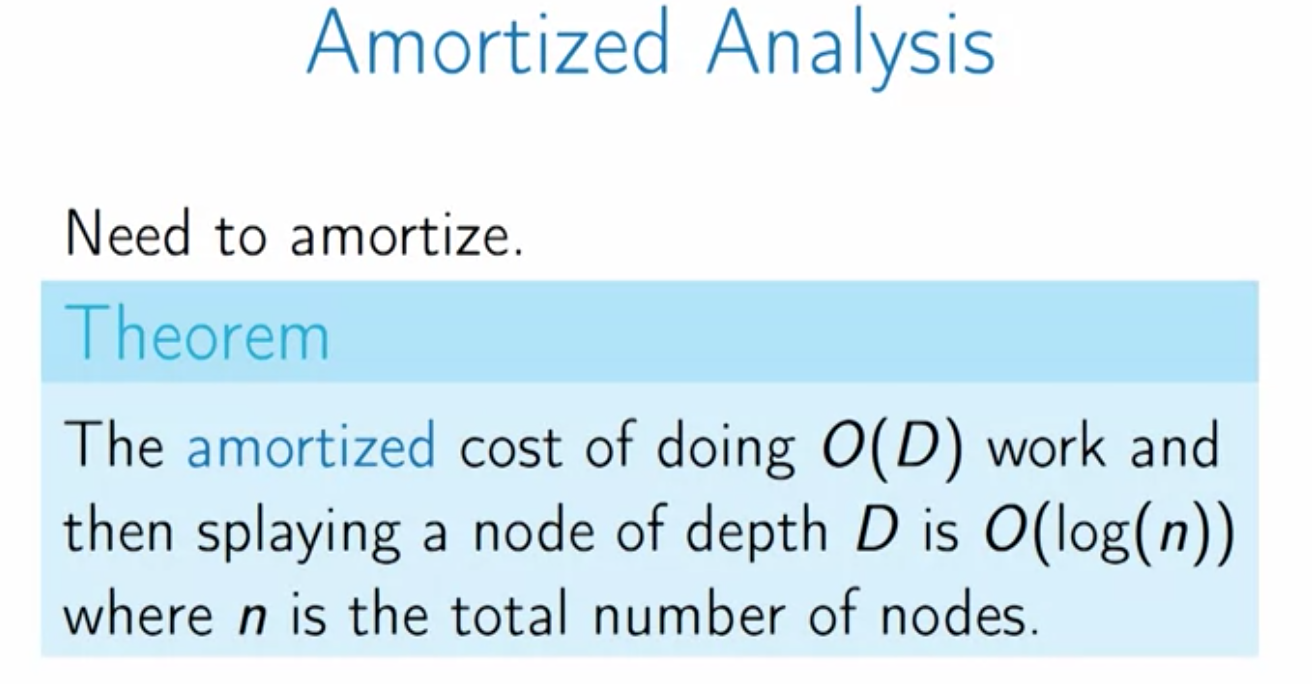 Amortized Analysis
Need to amortize.
Theorem
The amortized cost of doing O(D) work and
then splaying a node of depth D is O(log(n))
where n is the total number of nodes.